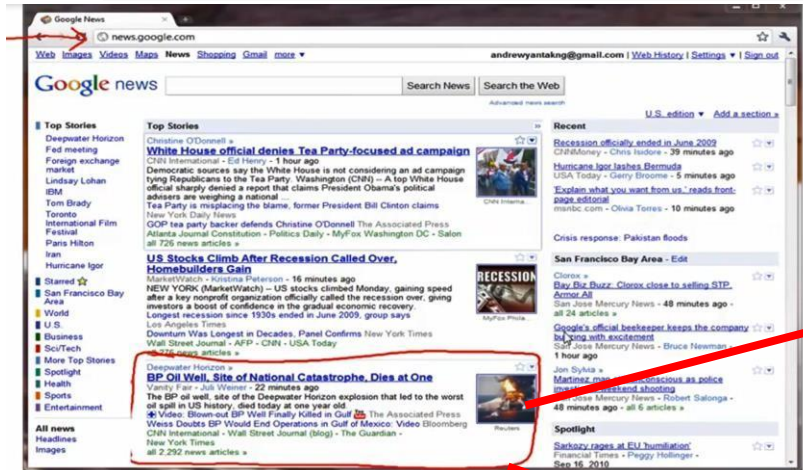 Google News
news.google.com
Web Images Videos Maps News Shopping Gmail more ▼
andrewyantakng@gmail.com | Web History | Settings ▼ | Sign out
Google news
Search News
Search the Web
Advanced news search
U.S. edition ▼ Add a section »
Top Stories
Deepwater Horizon
Fed meeting
Foreign exchange
market
Lindsay Lohan
IBM
Tom Brady
Toronto
International Film
Festival
Paris Hilton
Iran
Hurricane Igor
Starred
San Francisco Bay
Area
World
U.S.
Business
Sci/Tech
More Top Stories
Spotlight
Health
Sports
Entertainment
All news
Headlines
Images
Top Stories
Christine O'Donnell »
White House official denies Tea Party-focused ad campaign
CNN International - Ed Henry - 1 hour ago
Democratic sources say the White House is not considering an ad campaign
tying Republicans to the Tea Party. Washington (CNN) -- A top White House
official sharply denied a report that claims President Obama's political
advisers are weighing a national ...
Tea Party is misplacing the blame, former President Bill Clinton claims
New York Daily News
GOP tea party backer defends Christine O'Donnell The Associated Press
Atlanta Journal Constitution - Politics Daily - MyFox Washington DC - Salon
all 726 news articles »
CNN Interna...
US Stocks Climb After Recession Called Over,
Homebuilders Gain
MarketWatch - Kristina Peterson - 16 minutes ago
NEW YORK (MarketWatch) -- US stocks climbed Monday, gaining speed
after a key nonprofit organization officially called the recession over, giving
investors a boost of confidence in the gradual economic recovery.
Longest recession since 1930s ended in June 2009, group says
Los Angeles Times
Downturn Was Longest in Decades, Panel Confirms New York Times
Wall Street Journal - AFP - CNN - USA Today
all 276 news articles »
RECESSION
MyFox Phila...
Deepwater Horizon »
BP Oil Well, Site of National Catastrophe, Dies at One
Vanity Fair - Juli Weiner - 22 minutes ago
The BP oil well, site of the Deepwater Horizon explosion that led to the worst
oil spill in US history, died today at one year old.
Video: Blown-out BP Well Finally Killed in Gulf The Associated Press
Weiss Doubts BP Would End Operations in Gulf of Mexico: Video Bloomberg
CNN International - Wall Street Journal (blog) - The Guardian -
New York Times
all 2,292 news articles »
Reuters
Recent
Recession officially ended in June 2009
CNNMoney - Chris Isidore - 39 minutes ago
Hurricane Igor lashes Bermuda
USA Today - Gerry Broome - 5 minutes ago
'Explain what you want from us,' reads front-
page editorial
msnbc.com - Olivia Torres - 10 minutes ago
Crisis response: Pakistan floods
San Francisco Bay Area - Edit
Clorox »
Bay Biz Buzz: Clorox close to selling STP,
Armor All
San Jose Mercury News - 48 minutes ago -
all 24 articles »
Google's official beekeeper keeps the company
buzzing with excitement
San Jose Mercury News - Bruce Newman -
1 hour ago
Jon Sylvia »
Martinez man
as police
weekend shooting
San Jose Mercury News - Robert Salonga -
48 minutes ago - all 6 articles »
Spotlight
Sarkozy rages at EU 'humiliation'
Financial Times - Peggy Hollinger -
Sep 16, 2010